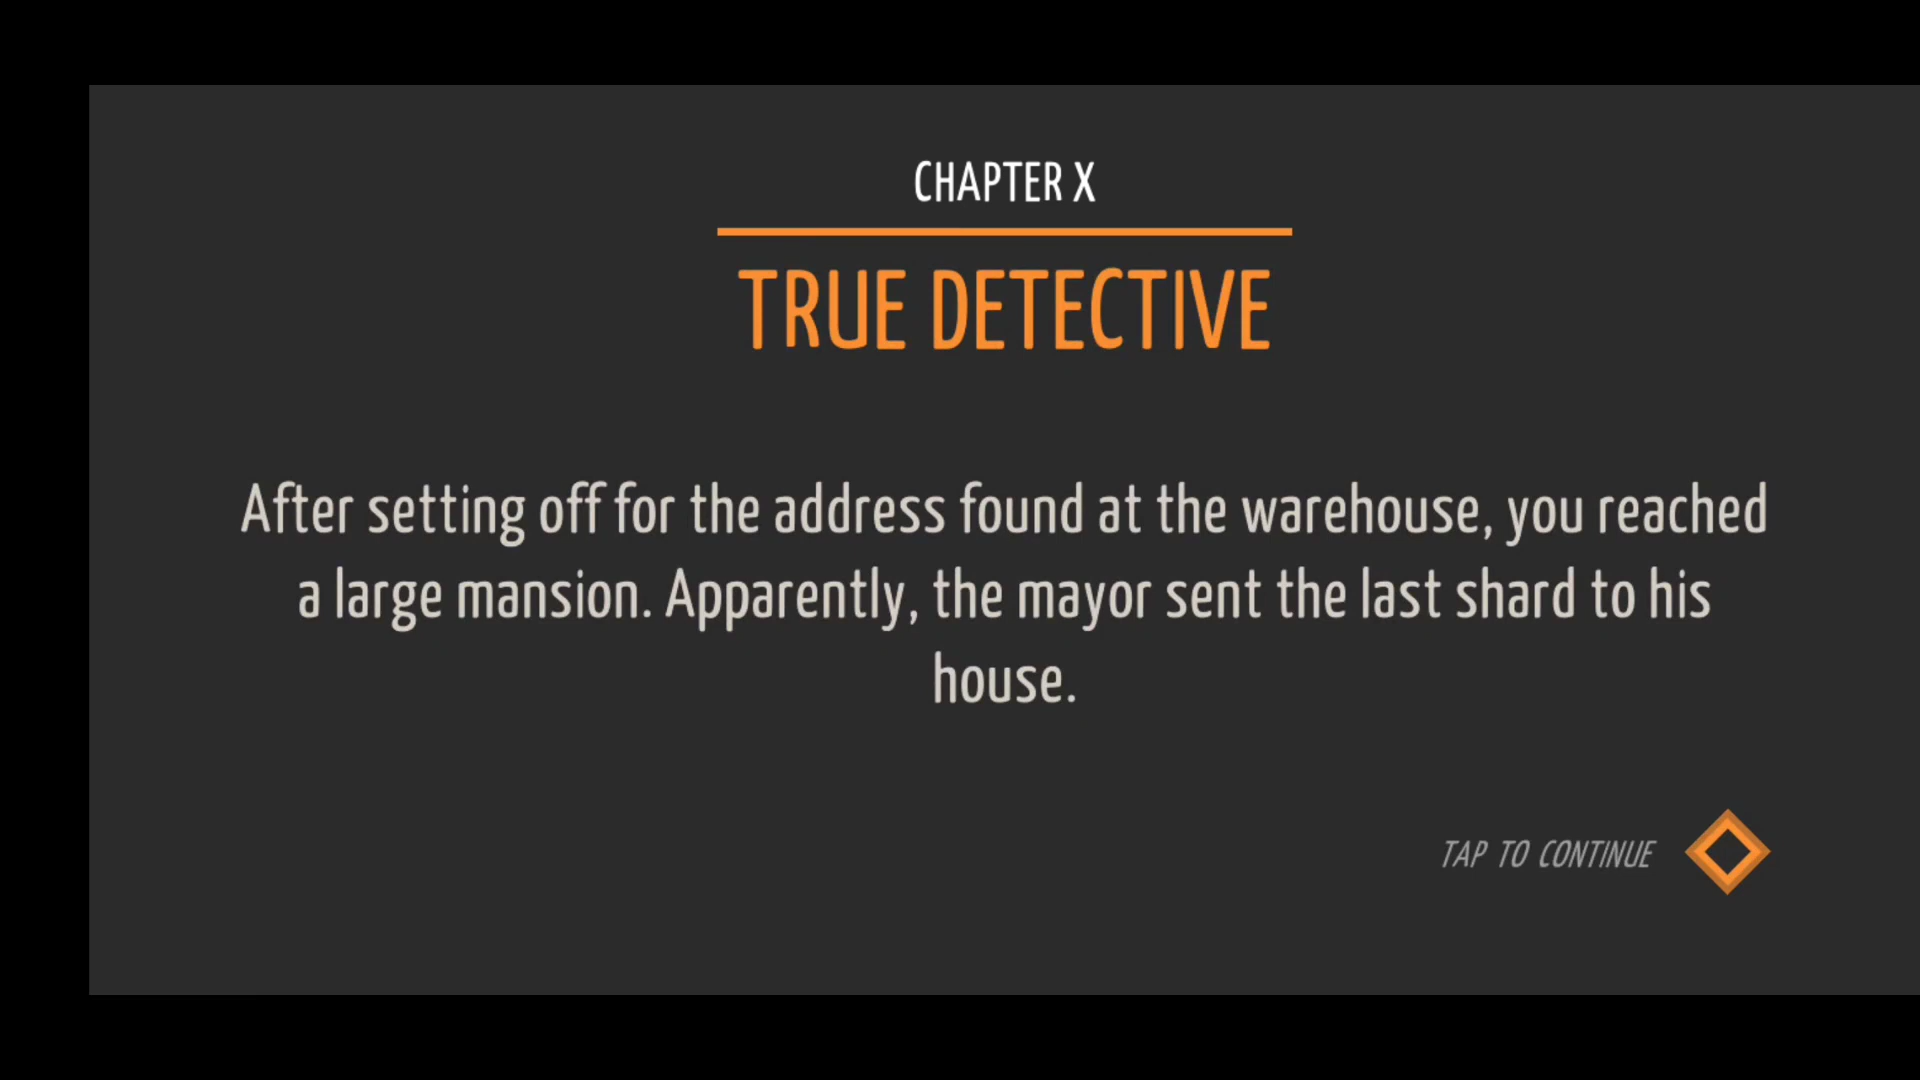 CHAPTER X
TRUE DETECTIVE
After setting off for the address found at the warehouse, you reached
a large mansion. Apparently, the mayor sent the last shard to his
house.
TAP TO CONTINUE